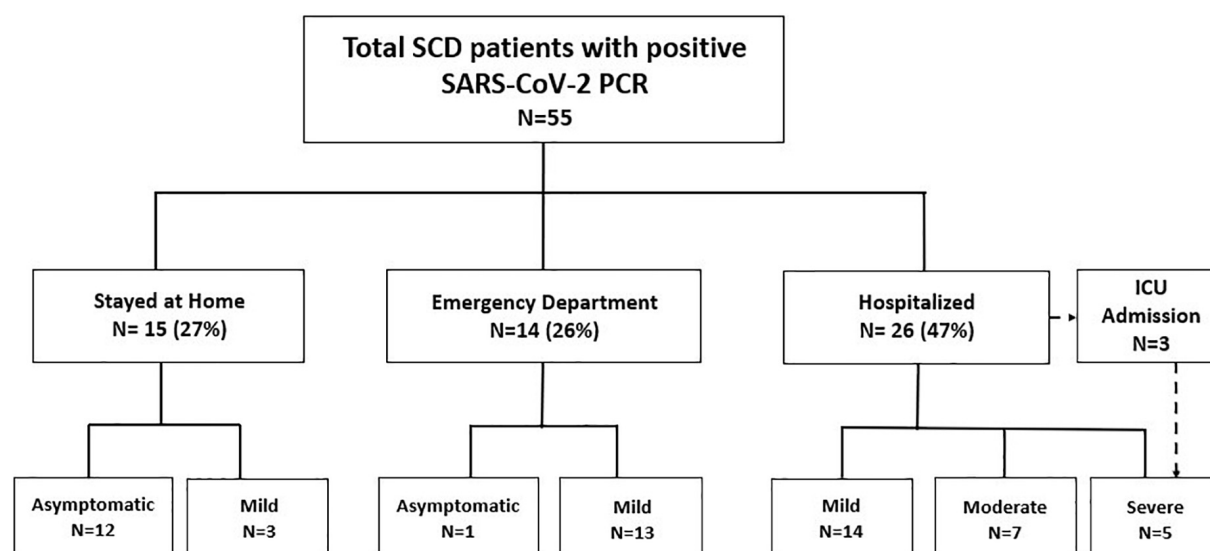 Total SCD patients with positive
SARS-CoV-2 PCR
N=55
Stayed at Home
N= 15 (27%)
Emergency Department
N=14 (26%)
Hospitalized
N= 26 (47%)
ICU
Admission
N=3
Asymptomatic
N=12
Mild
N=3
Asymptomatic
N=1
Mild
N=13
Mild
N=14
Moderate
N=7
Severe
N=5